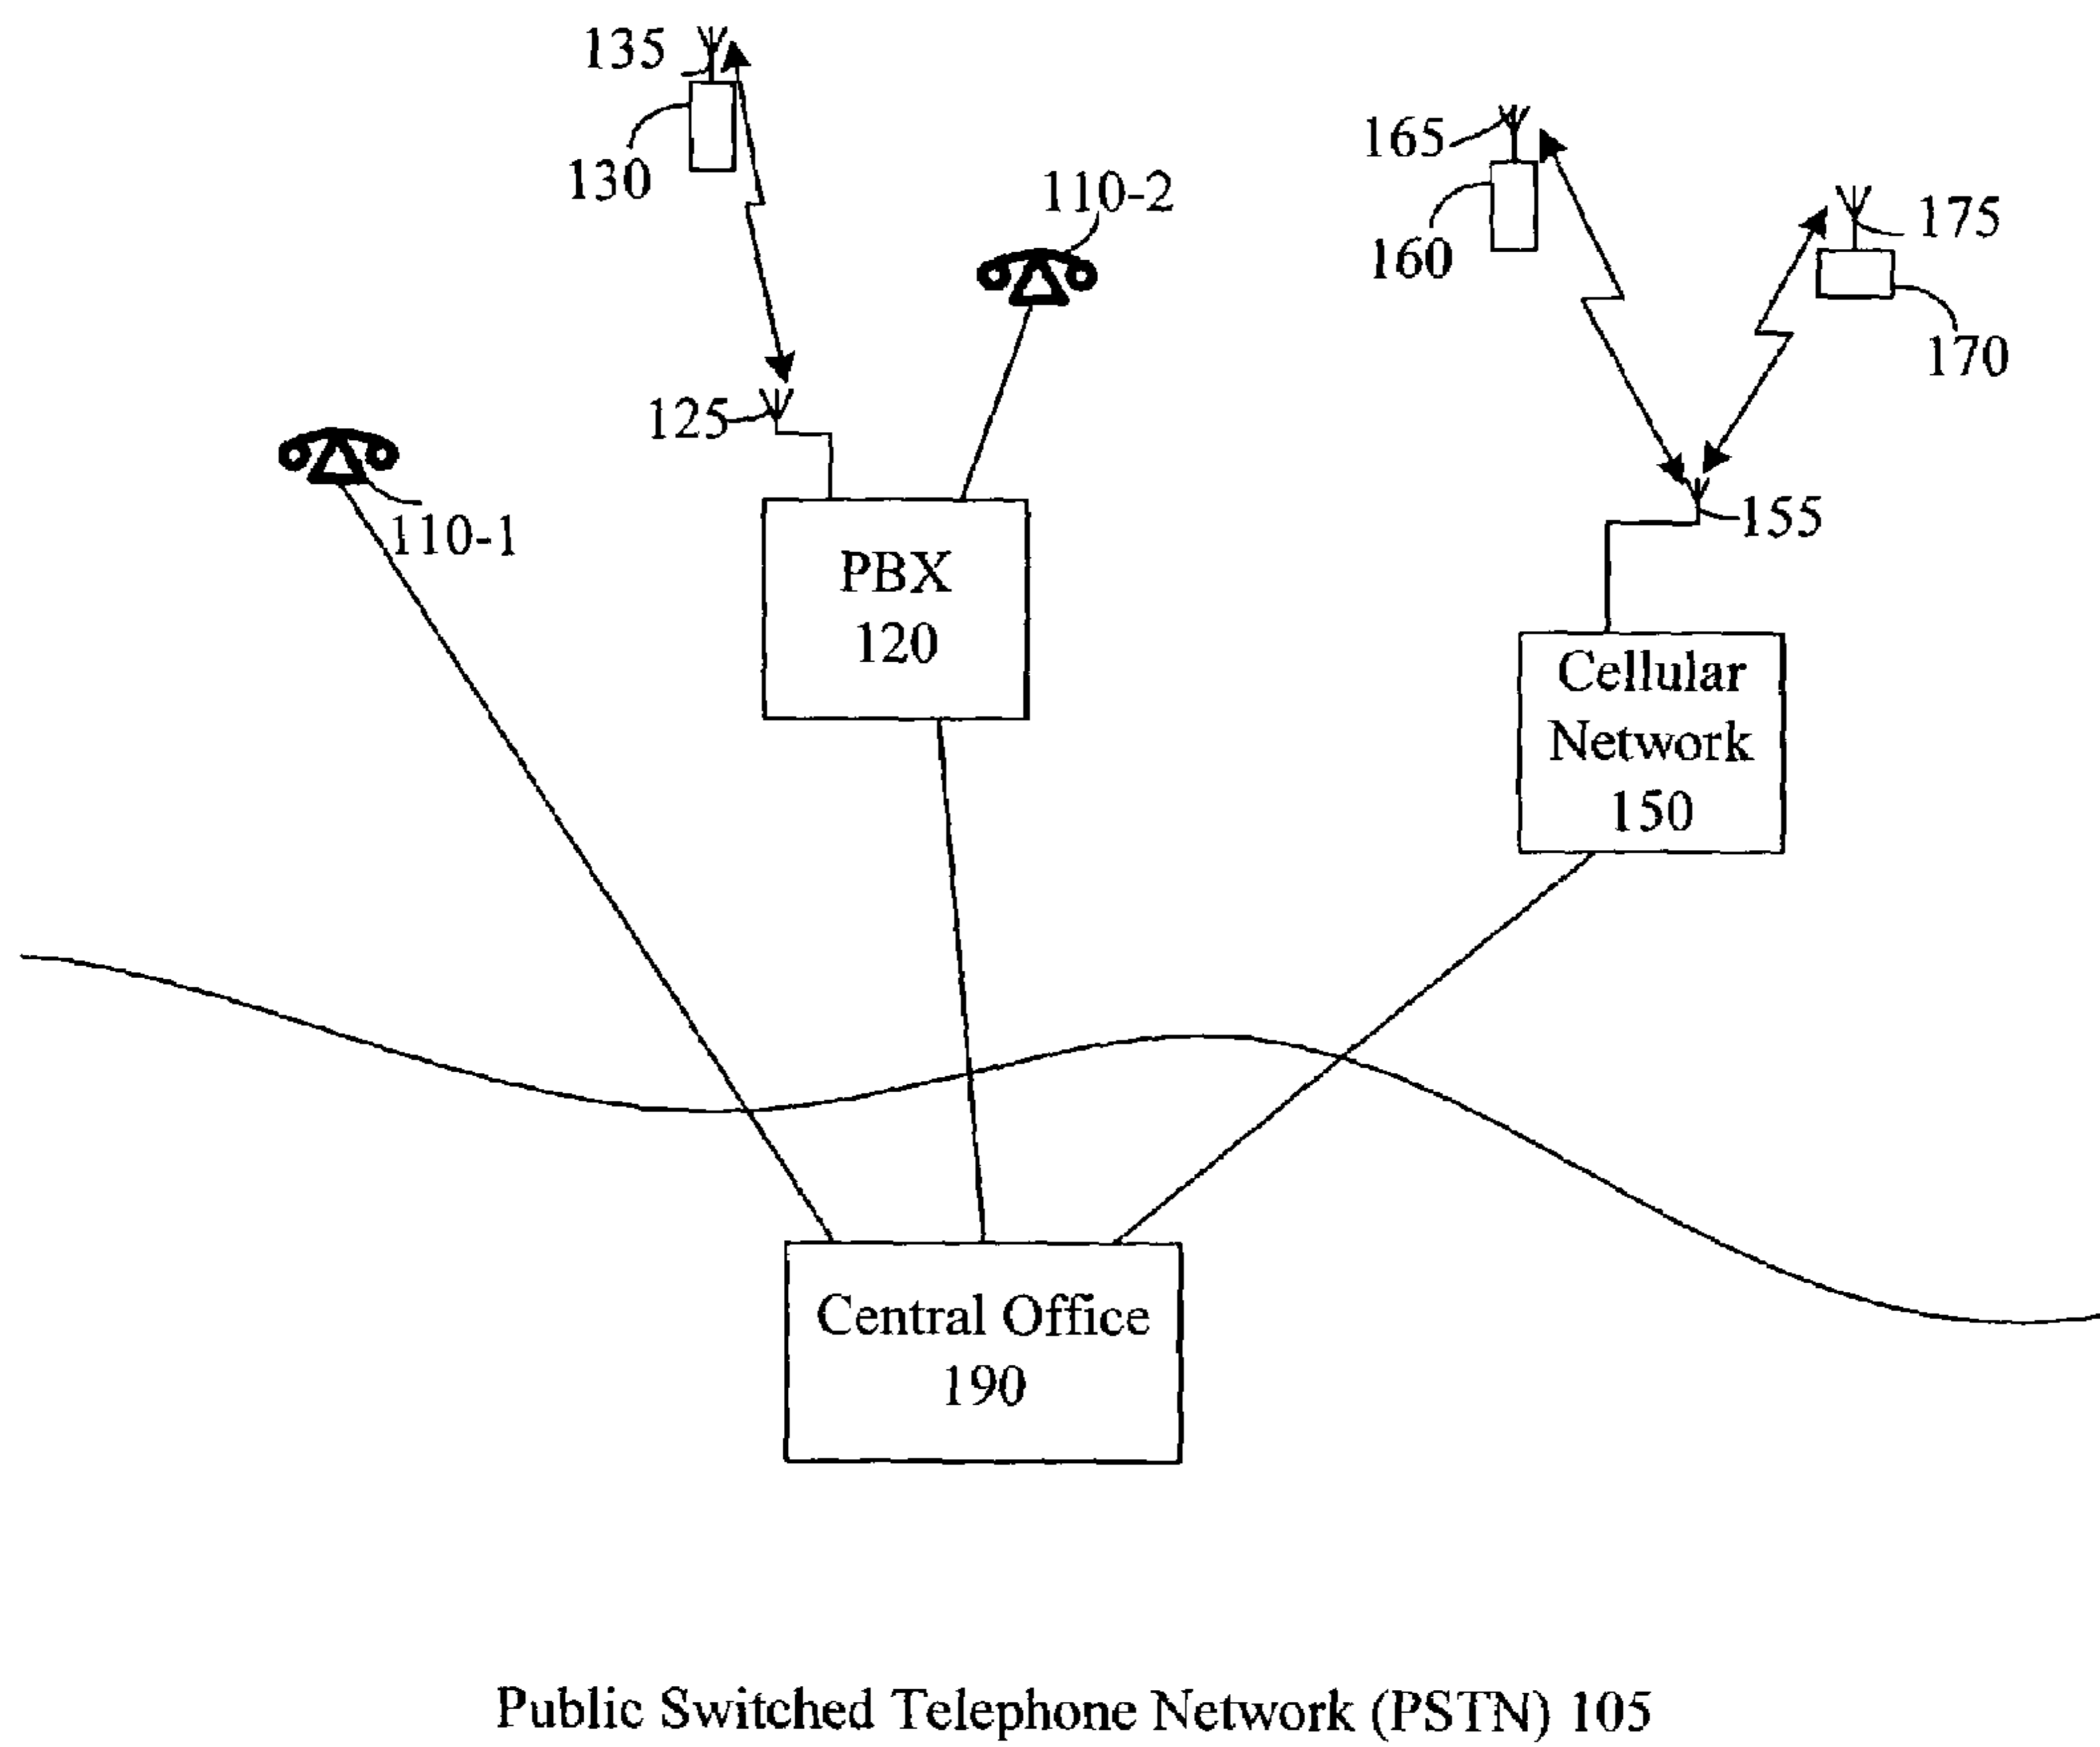 135
130
165
110-2
160
175
170
125
110-1
155
PBX
120
Cellular
Network
150
Central Office
190
Public Switched Telephone Network (PSTN) 105